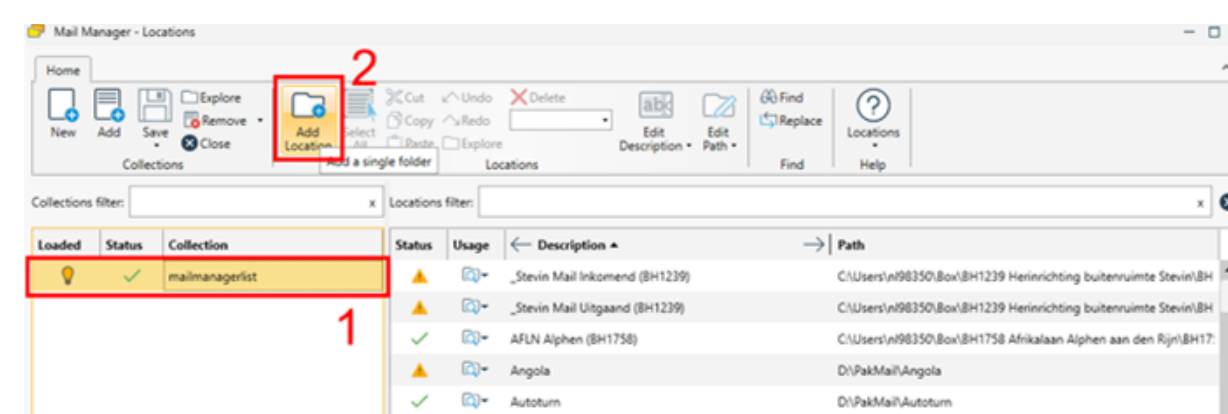 Mail Manager - Locations
2
Home
New
Add
Save
Explore
Remove
Close
Collections
Add Location
Select All
Cut
Copy
Paste
Undo
Redo
Explore
Delete
abc
Edit Description
Edit Path
Locations
Find
Replace
Find
Locations
Help
Add a single folder
Collections filter:
x
Locations filter:
x
Loaded Status Collection
mailmanagerlist
1
Status Usage Description Path
_Stevin Mail Inkomend (BH1239) C:\Users\nl98350\Box\BH1239 Herinrichting buitenruimte Stevin\BH
_Stevin Mail Uitgaand (BH1239) C:\Users\nl98350\Box\BH1239 Herinrichting buitenruimte Stevin\BH
AFLN Alphen (BH1758) C:\Users\nl98350\Box\BH1758 Afrikalaan Alphen aan den Rijn\BH17:
Angola D:\PakMail\Angola
Autoturn D:\PakMail\Autoturn